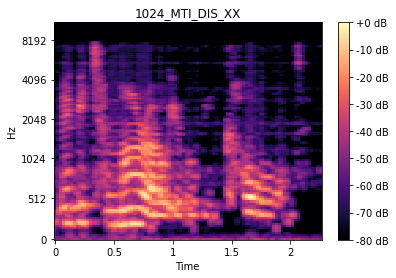 1024_MTI_DIS_XX
8192
4096
2048
1024
512
0
Hz
0
0.5
1
1.5
2
Time
+0 dB
-10 dB
-20 dB
-30 dB
-40 dB
-50 dB
-60 dB
-70 dB
-80 dB